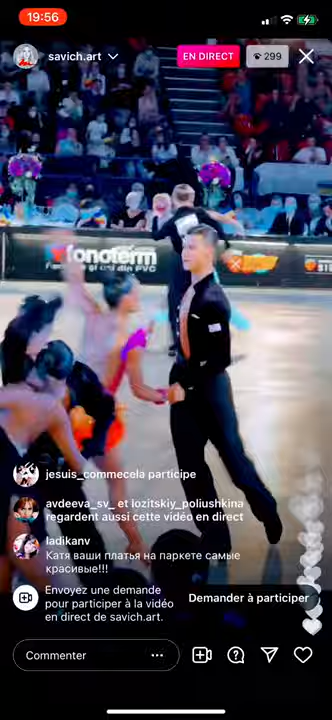 19:56
savich.art
EN DIRECT
299
fonoterm
jesuis_commecela participe
avdeeva_sv_ et lozitskiy_poliushkina
regardent aussi cette vidéo en direct
ladikanv
Катя ваши платья на паркете самые
красивые!!!
Envoyez une demande
pour participer à la vidéo
en direct de savich.art.
Demander à participer
Commenter